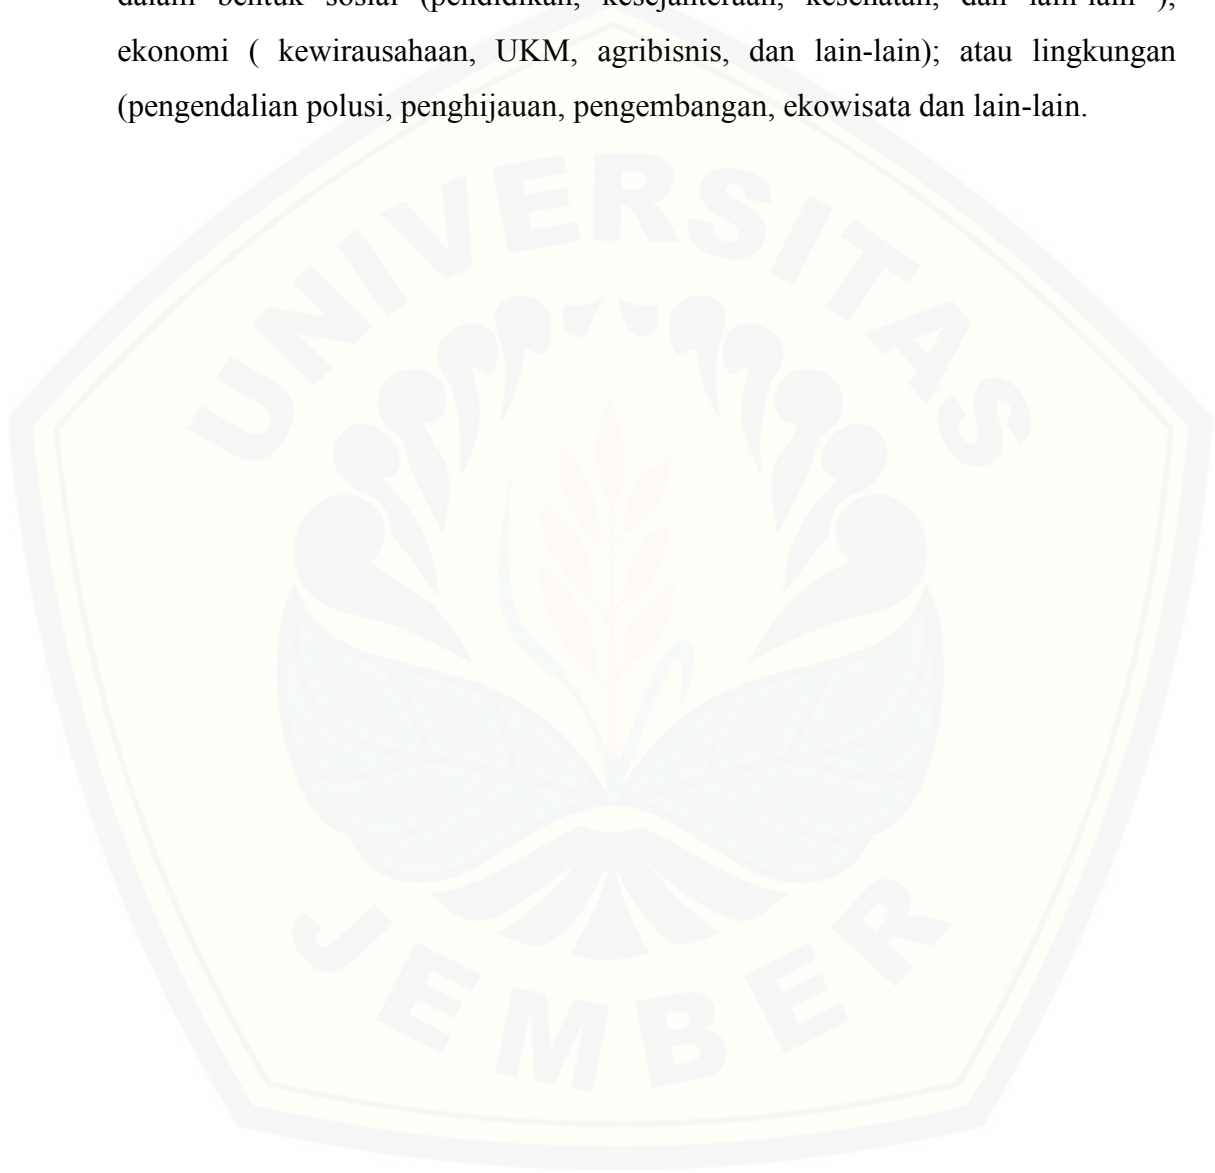 dalam bentuk sosial (pendidikan, kesejahteraan, kesehatan, dan lain-lain );
ekonomi ( kewirausahaan, UKM, agribisnis, dan lain-lain); atau lingkungan
(pengendalian polusi, penghijauan, pengembangan, ekowisata dan lain-lain.
UNIVERSITAS
JEMBER